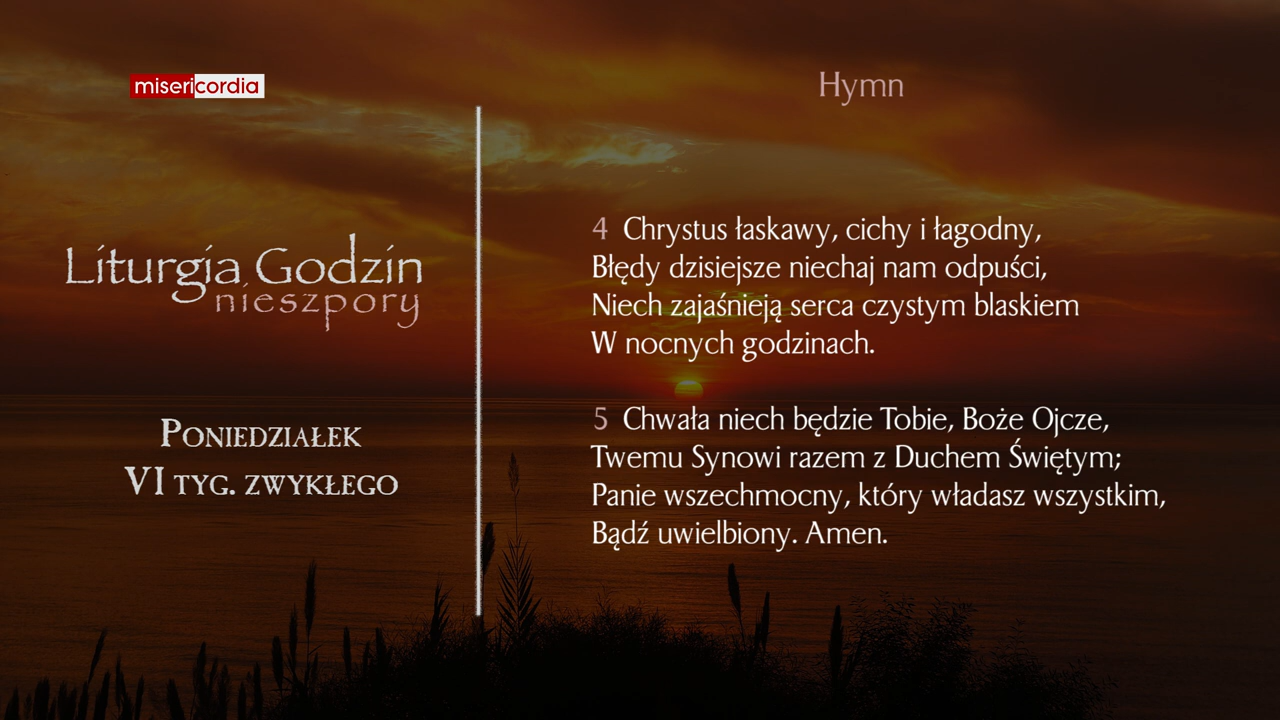 misericordia
Liturgia Godzin
nieszpory
Poniedziałek
VI tyg. zwykłego
Hymn
4 Chrystus łaskawy, cichy i łagodny,
Błędy dzisiejsze niechaj nam odpuści,
Niech zajaśnieją serca czystym blaskiem
W nocnych godzinach.
5 Chwała niech będzie Tobie, Boże Ojcze,
Twemu Synowi razem z Duchem Świętym;
Panie wszechmocny, który władasz wszystkim,
Bądź uwielbiony. Amen.